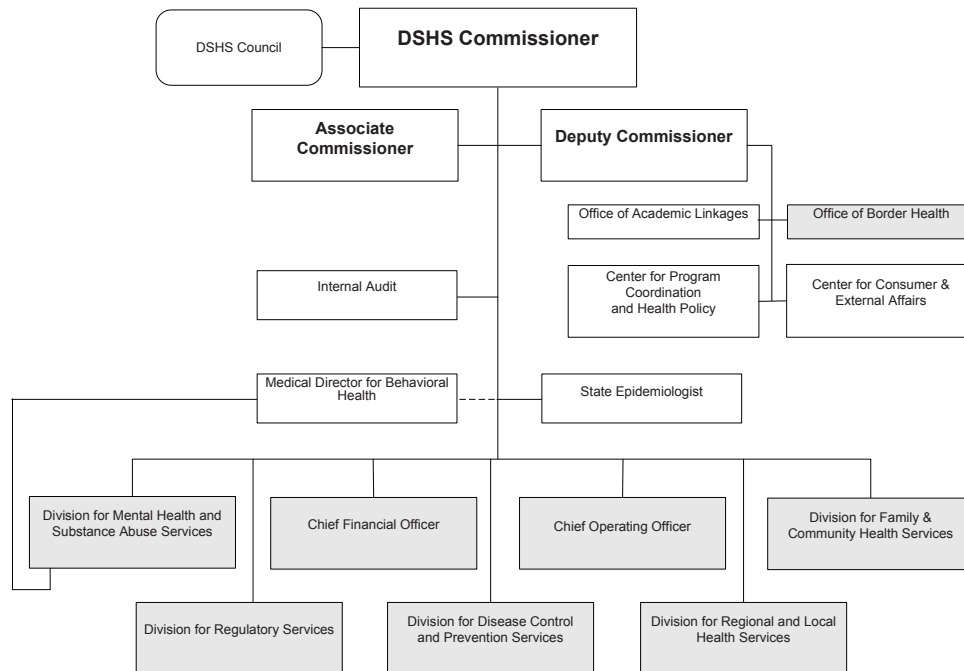 DSHS Council
DSHS Commissioner
Associate
Commissioner
Deputy Commissioner
Office of Academic Linkages
Office of Border Health
Internal Audit
Center for Program
Coordination
and Health Policy
Center for Consumer &
External Affairs
Medical Director for Behavioral
Health
State Epidemiologist
Division for Mental Health and
Substance Abuse Services
Chief Financial Officer
Chief Operating Officer
Division for Family &
Community Health Services
Division for Regulatory Services
Division for Disease Control
and Prevention Services
Division for Regional and Local
Health Services